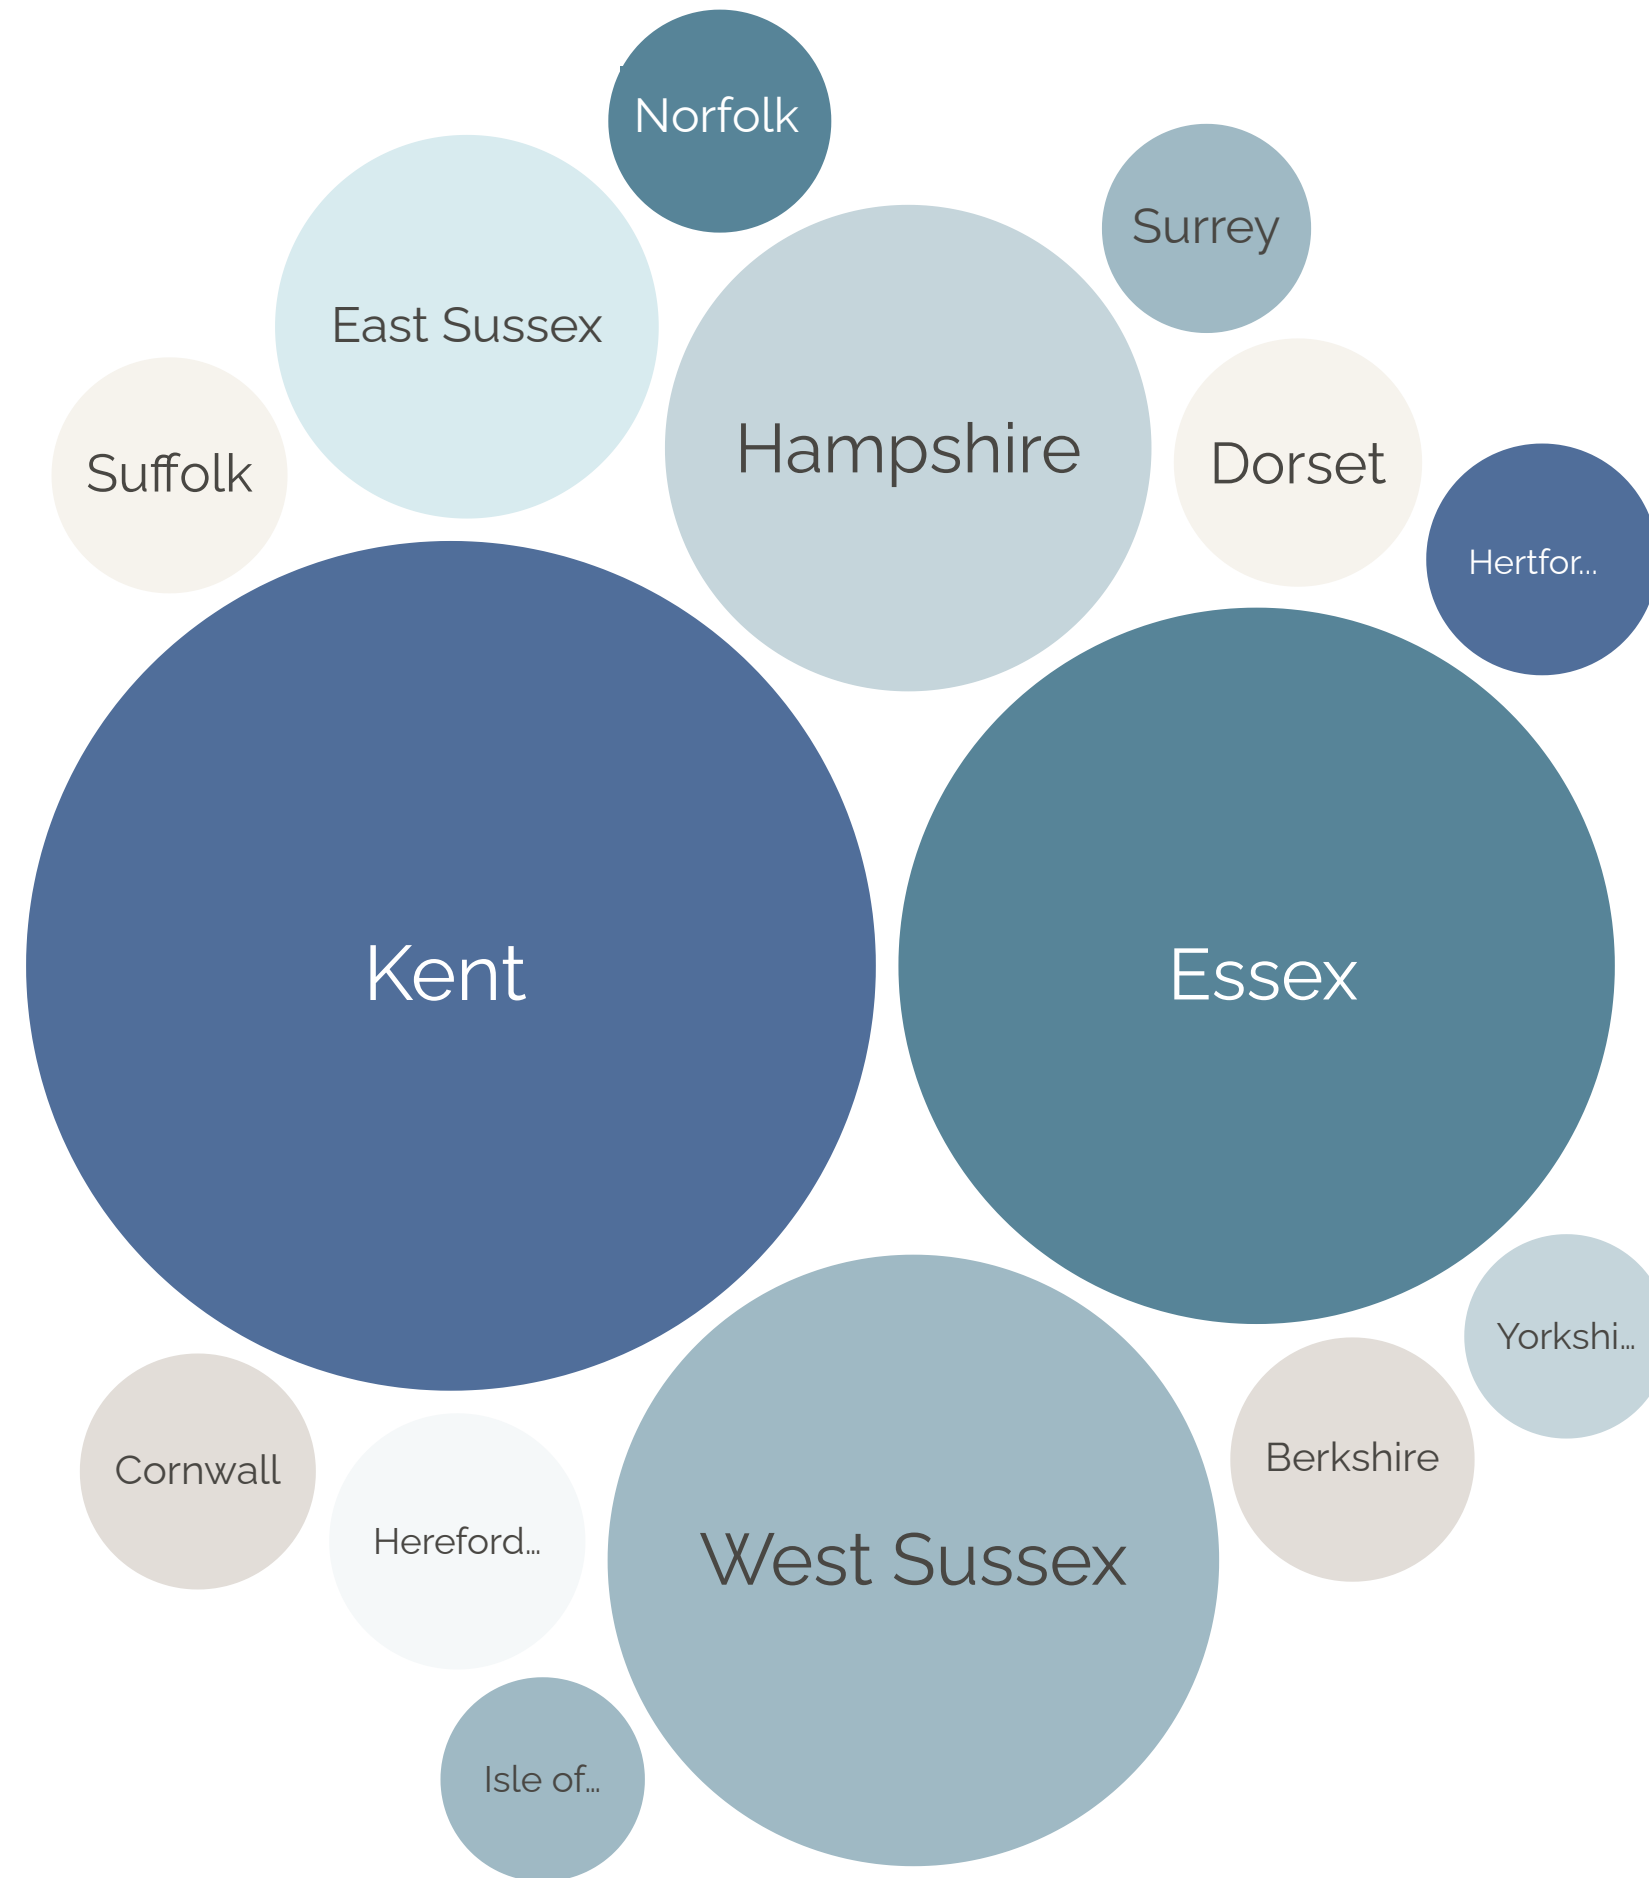 Norfolk
Surrey
East Sussex
Hampshire
Dorset
Suffolk
Hertfor...
Kent
Essex
Yorkshi...
Berkshire
Cornwall
Hereford...
West Sussex
Isle of...